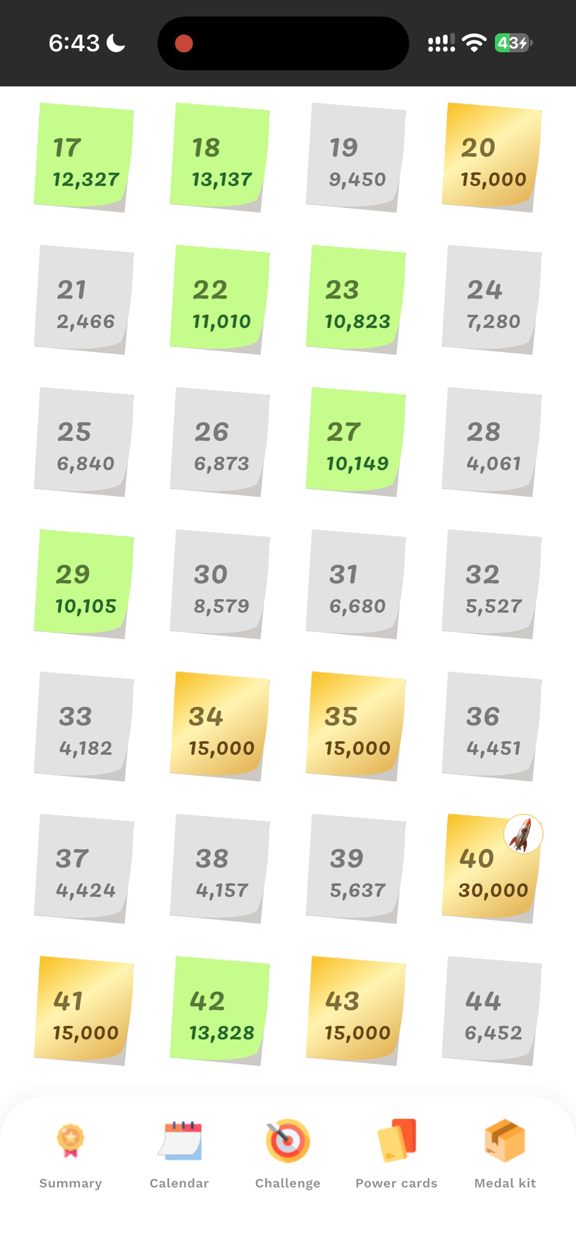 6:43
43
17 18 19 20
12,327 13,137 9,450 15,000
21 22 23 24
2,466 11,010 10,823 7,280
25 26 27 28
6,840 6,873 10,149 4,061
29 30 31 32
10,105 8,579 6,680 5,527
33 34 35 36
4,182 15,000 15,000 4,451
37 38 39 40
4,424 4,157 5,637 30,000
41 42 43 44
15,000 13,828 15,000 6,452
Summary Calendar Challenge Power cards Medal kit